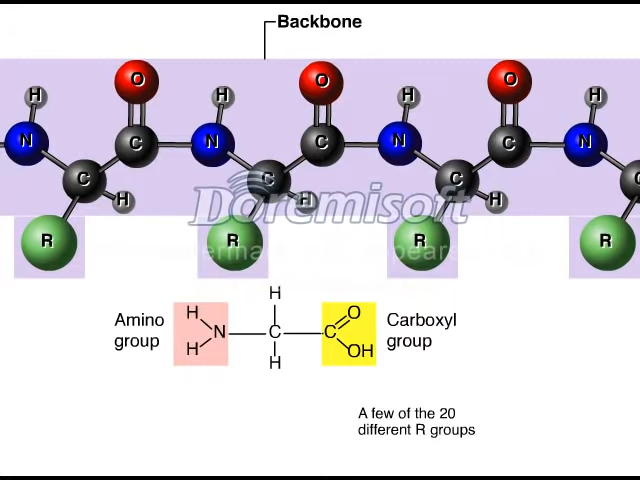 Backbone
O O O
H H H H
N C N C N C N
C C C C
H H H
Doremisoft
R R R R
H
Amino group
H
H
N C C
H
O
OH
Carboxyl group
A few of the 20
different R groups